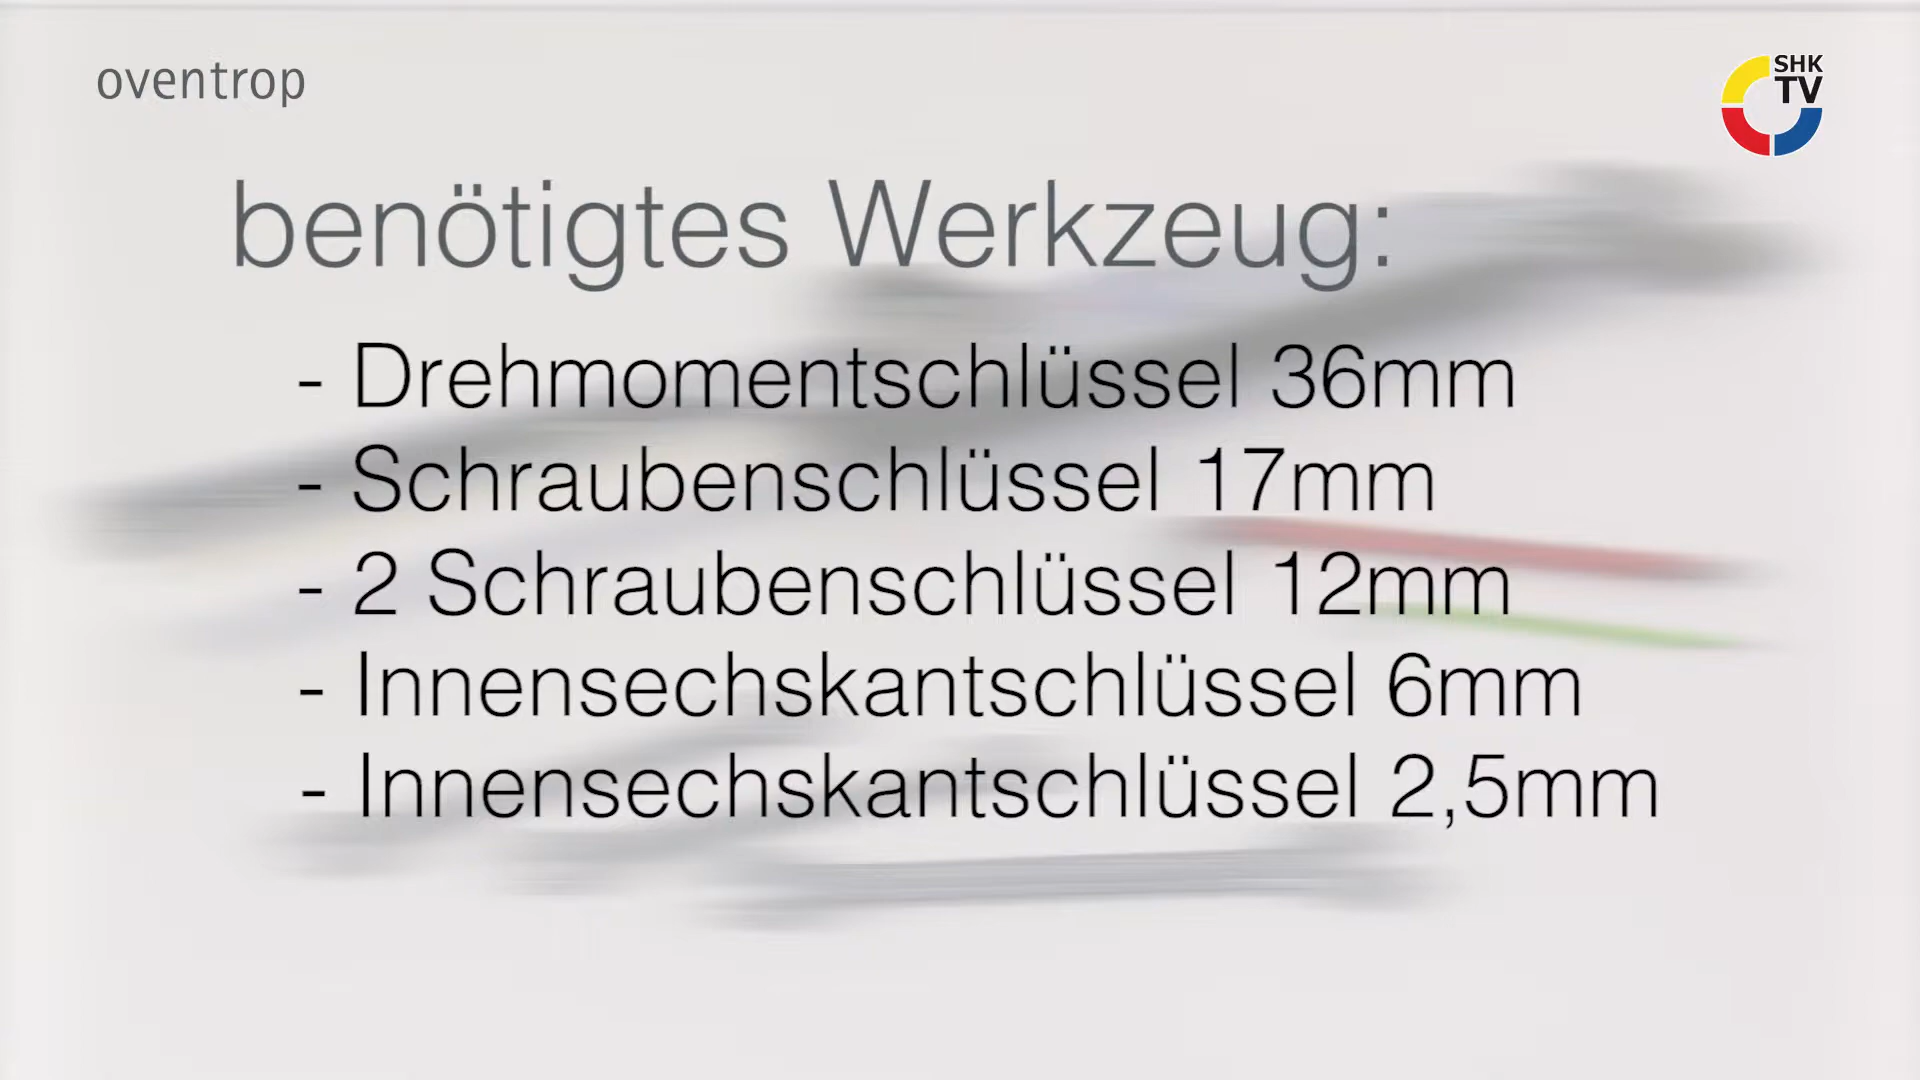 oventrop
SHK
TV
benötigtes Werkzeug:
- Drehmomentschlüssel 36mm
- Schraubenschlüssel 17mm
- 2 Schraubenschlüssel 12mm
- Innensechskantschlüssel 6mm
- Innensechskantschlüssel 2,5mm